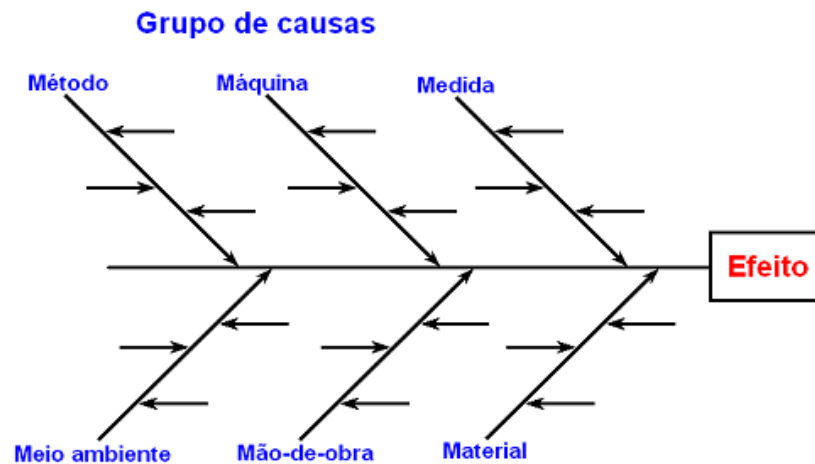 Grupo de causas
Método
Máquina
Medida
Efeito
Meio ambiente
Mão-de-obra
Material